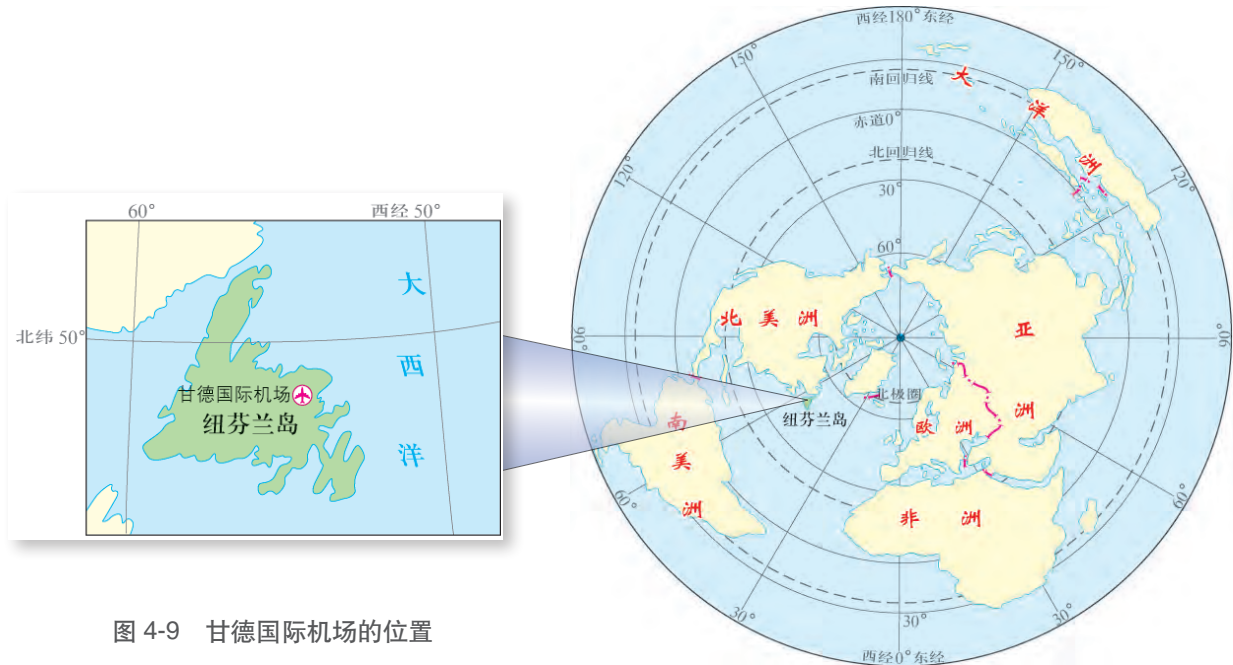 60°
西经 50°
北纬 50°
大
西
洋
甘德国际机场
纽芬兰岛
图 4-9 甘德国际机场的位置
西经180°东经
150°
150°
南回归线
大
洋
洲
赤道0°
北回归线
120°
120°
30°
60°
北 美 洲
亚
洲
90°
90°
北极圈
纽芬兰岛
欧 洲
南
美
洲
非 洲
60°
60°
30°
30°
30°
西经0°东经